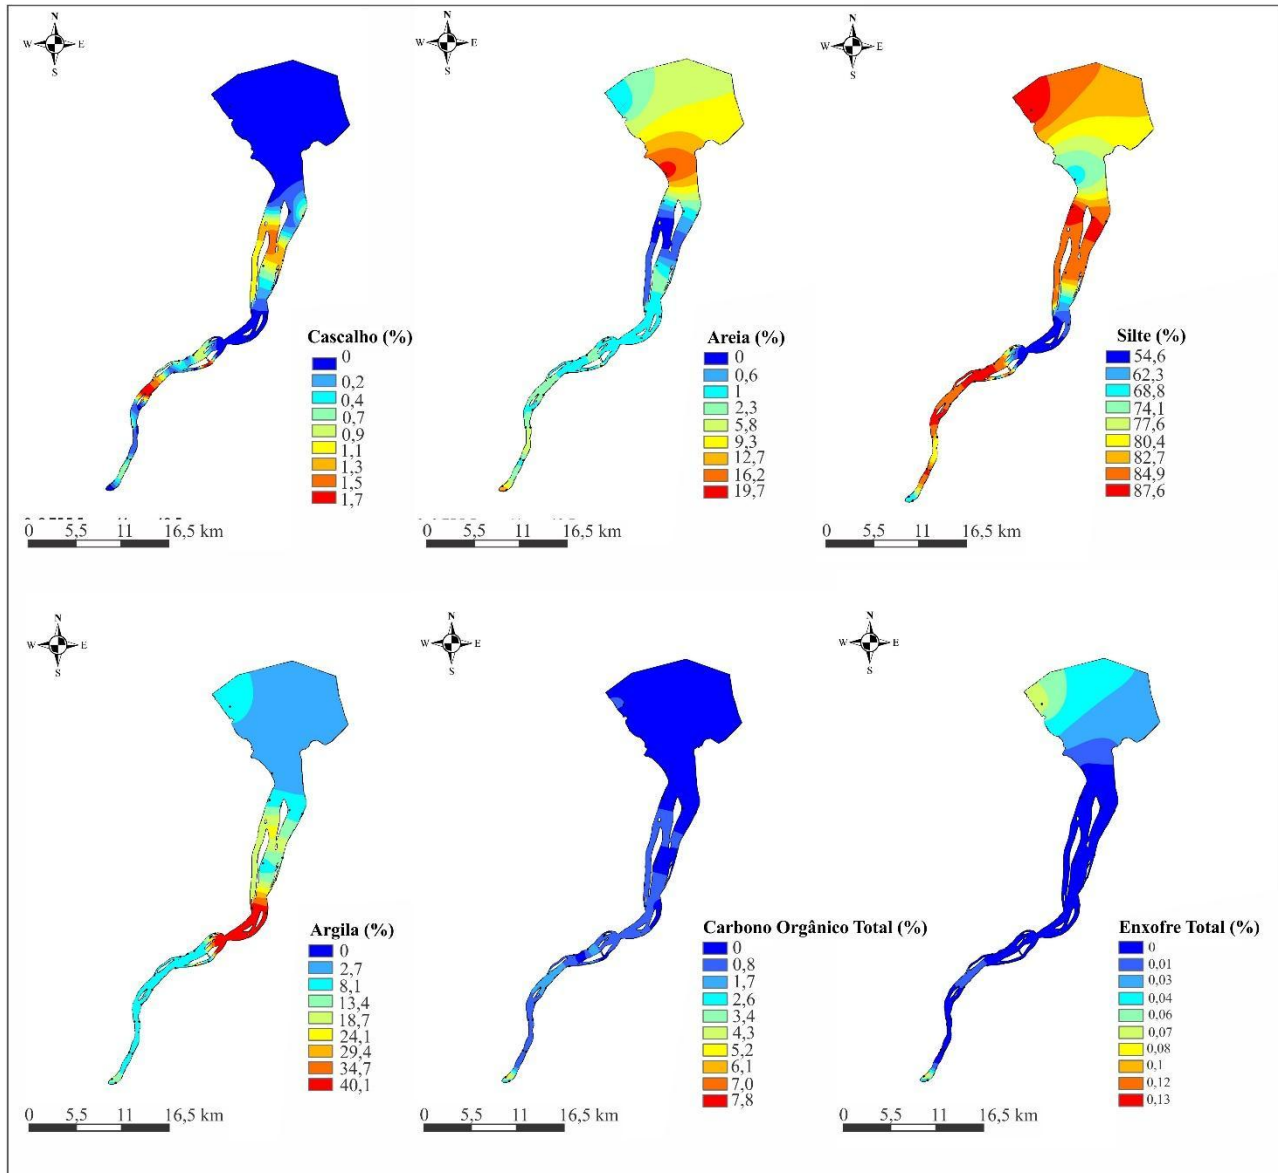 N
W E
S
Cascalho (%)
0
0,2
0,4
0,7
0,9
1,1
1,3
1,5
1,7
0 5,5 11 16,5 km
N
W E
S
Areia (%)
0
0,6
1
2,3
5,8
9,3
12,7
16,2
19,7
0 5,5 11 16,5 km
N
W E
S
Silte (%)
54,6
62,3
68,8
74,1
77,6
80,4
82,7
84,9
87,6
0 5,5 11 16,5 km
N
W E
S
Argila (%)
0
2,7
8,1
13,4
18,7
24,1
29,4
34,7
40,1
0 5,5 11 16,5 km
N
W E
S
Carbono Orgânico Total (%)
0
0,8
1,7
2,6
3,4
4,3
5,2
6,1
7,0
7,8
0 5,5 11 16,5 km
N
W E
S
Enxofre Total (%)
0
0,01
0,03
0,04
0,06
0,07
0,08
0,1
0,12
0,13
0 5,5 11 16,5 km